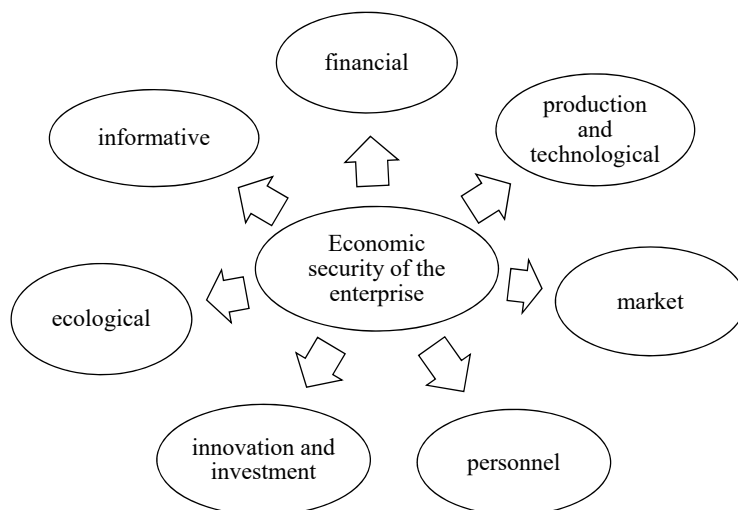 financial
production
and
technological
informative
Economic
security of the
enterprise
market
ecological
innovation and
investment
personnel